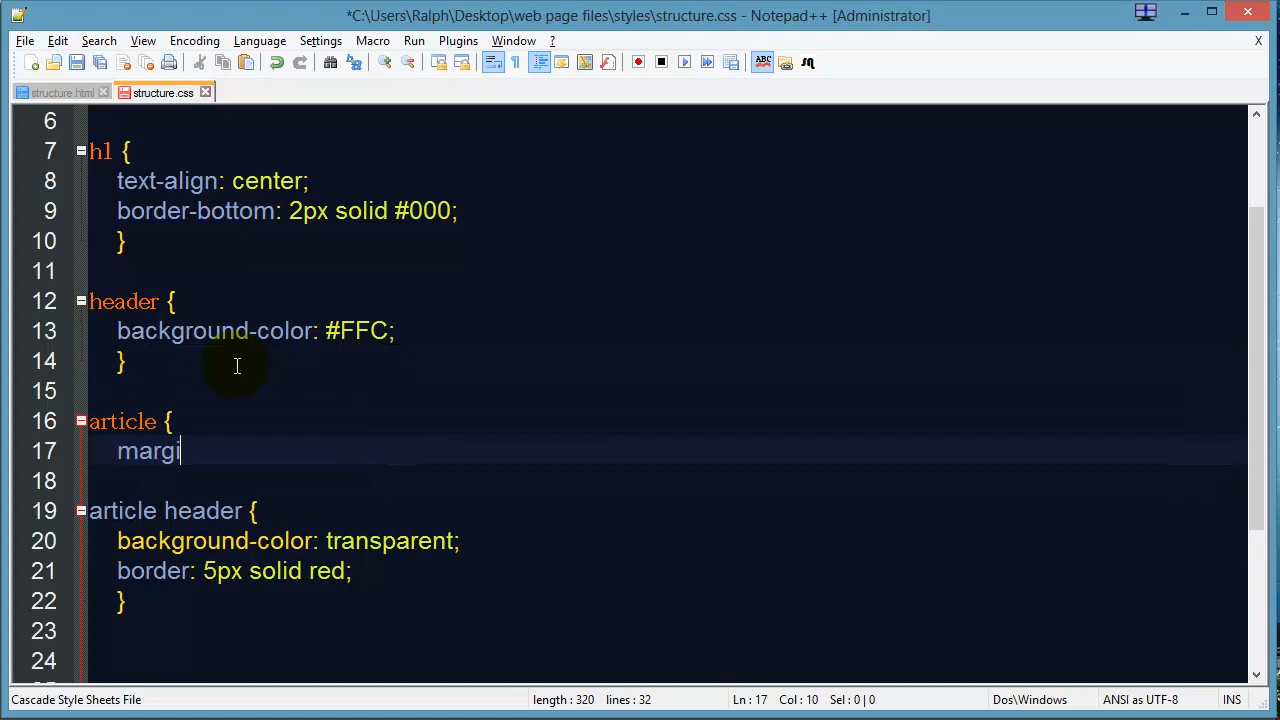 *C:\Users\Ralph\Desktop\web page files\styles\structure.css - Notepad++ [Administrator]
File Edit Search View Encoding Language Settings Macro Run Plugins Window ? X
structure.html structure.css
6
7 h1 {
8 text-align: center;
9 border-bottom: 2px solid #000;
10 }
11
12 header {
13 background-color: #FFC;
14 }
15
16 article {
17 margi
18
19 article header {
20 background-color: transparent;
21 border: 5px solid red;
22 }
23
24
Cascade Style Sheets File length : 320 lines : 32 Ln : 17 Col : 10 Sel : 0 | 0 Dos\Windows ANSI as UTF-8 INS